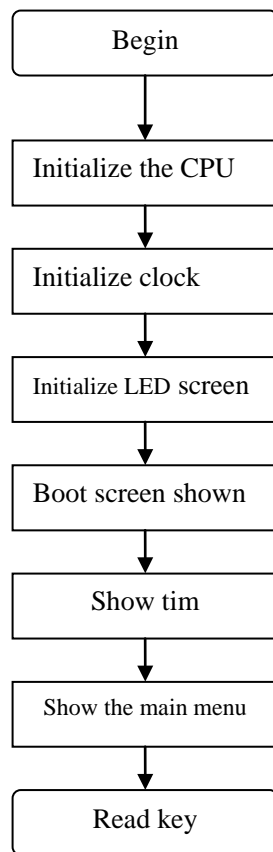 Begin
Initialize the CPU
Initialize clock
Initialize LED screen
Boot screen shown
Show tim
Show the main menu
Read key